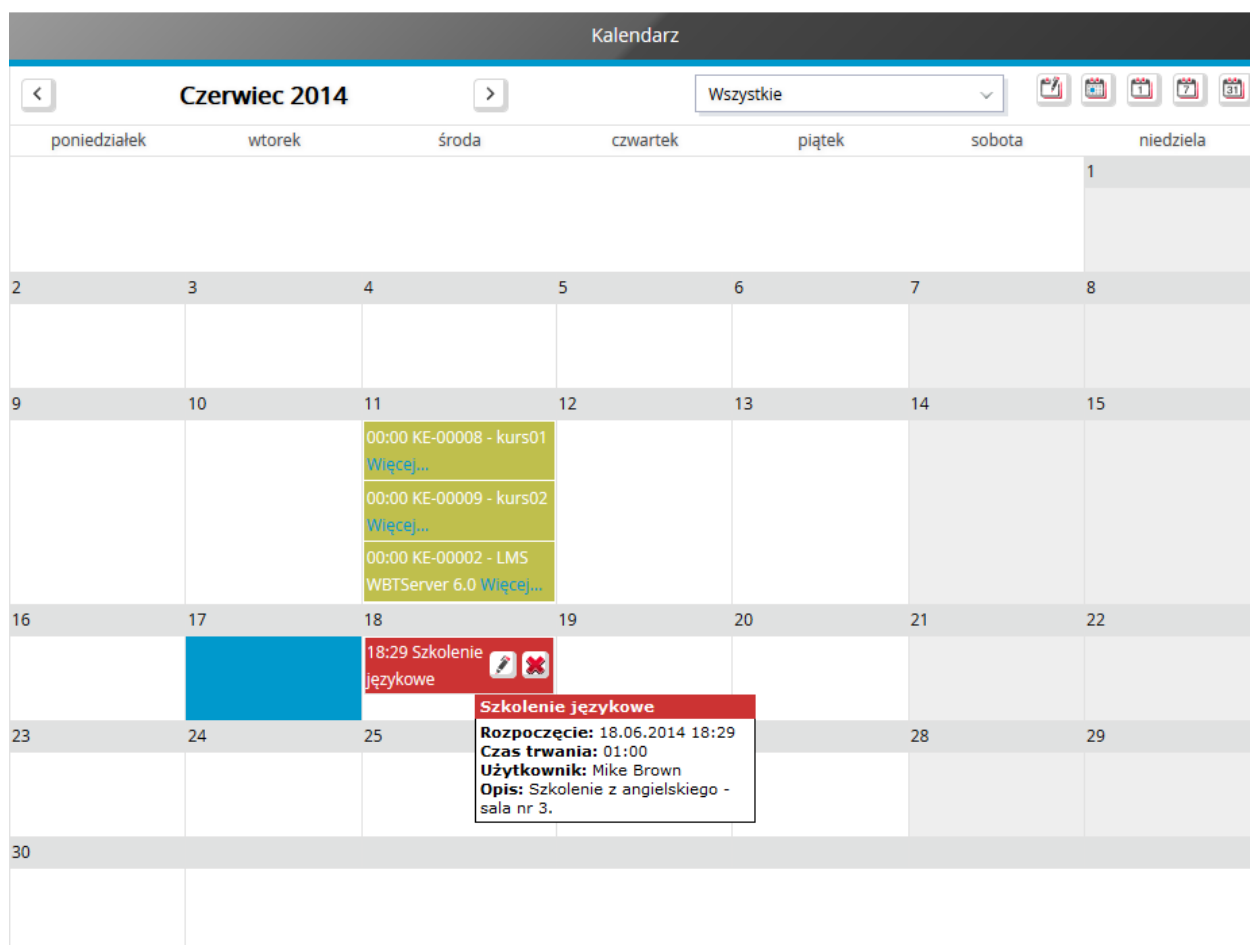 Kalendarz
Czerwiec 2014
Wszystkie
1
7
31
poniedziałek wtorek środa czwartek piątek sobota niedziela
1
2 3 4 5 6 7 8
9 10 11 12 13 14 15
00:00 KE-00008 - kurs01
Więcej...
00:00 KE-00009 - kurs02
Więcej...
00:00 KE-00002 - LMS
WBTServer 6.0 Więcej...
16 17 18 19 20 21 22
18:29 Szkolenie
językowe
Szkolenie językowe
Rozpoczęcie: 18.06.2014 18:29
Czas trwania: 01:00
Użytkownik: Mike Brown
Opis: Szkolenie z angielskiego -
sala nr 3.
23 24 25 28 29
30